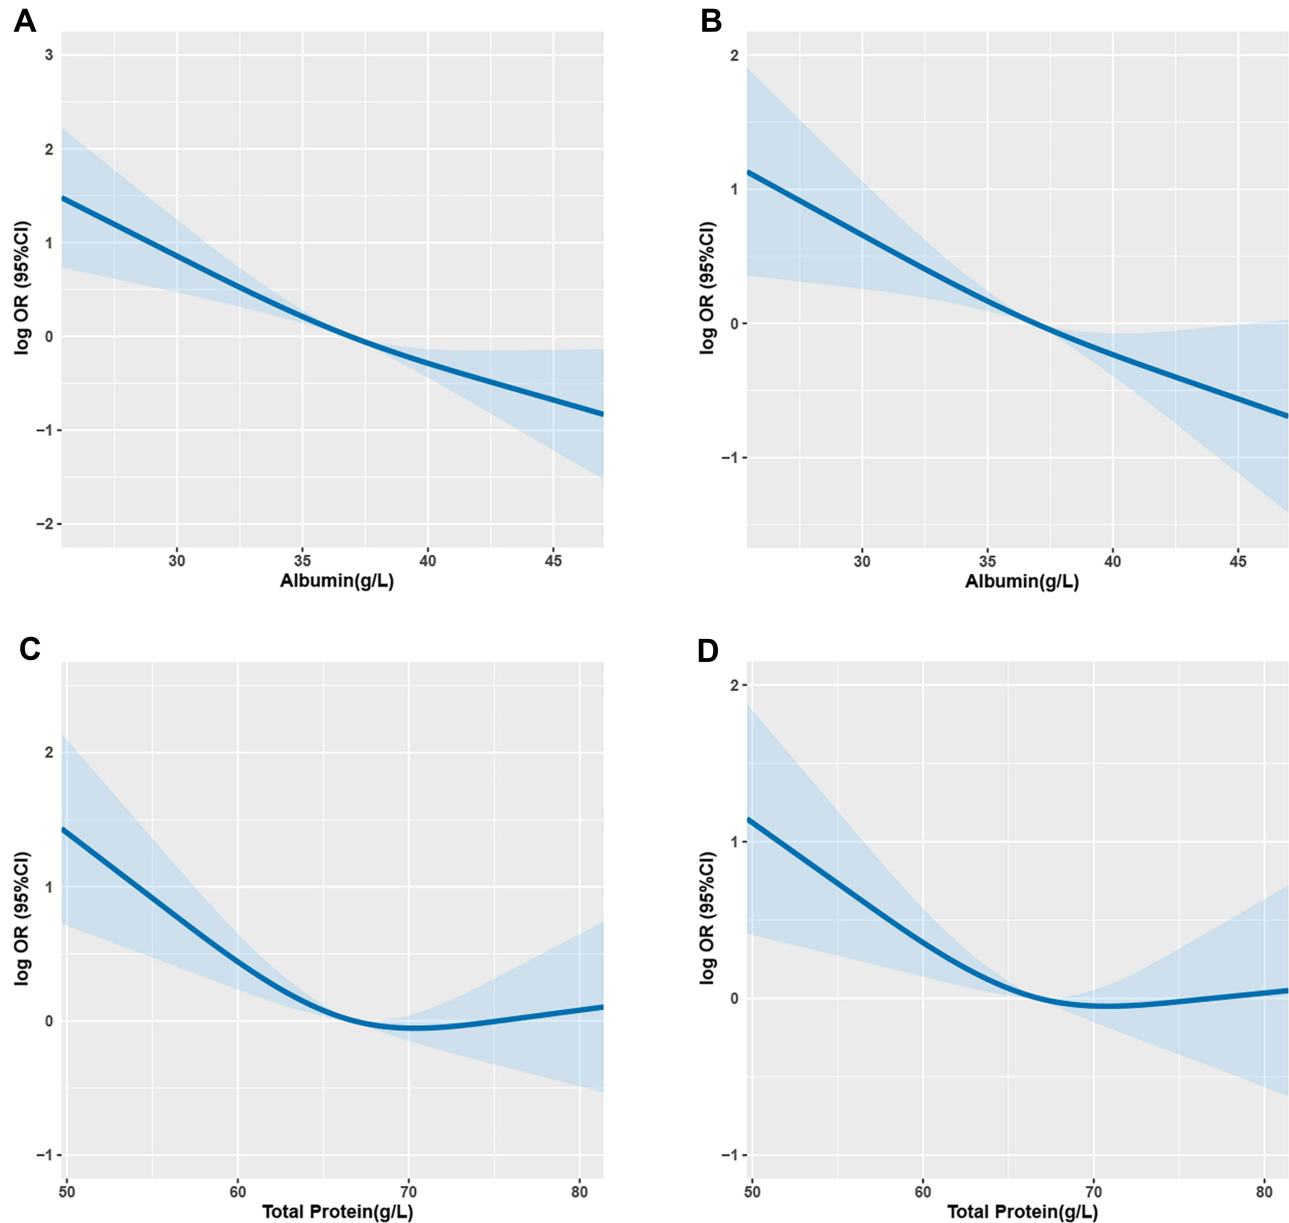 A
3
2
1
0
−1
−2
log OR (95%CI)
30 35 40 45
Albumin(g/L)
B
2
1
0
−1
log OR (95%CI)
30 35 40 45
Albumin(g/L)
C
2
1
0
−1
log OR (95%CI)
50 60 70 80
Total Protein(g/L)
D
2
1
0
−1
log OR (95%CI)
50 60 70 80
Total Protein(g/L)